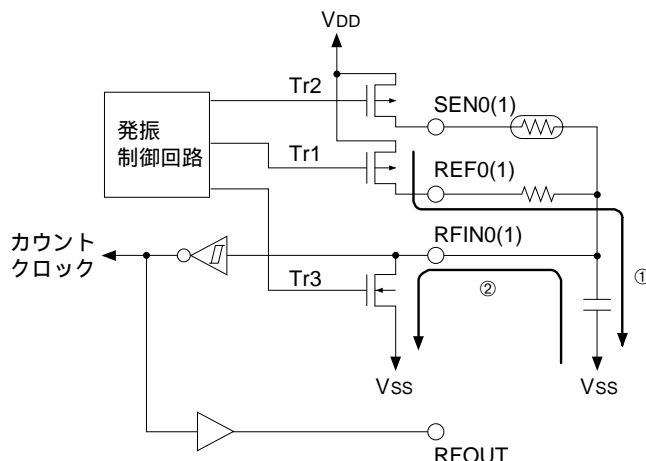 VDD
Tr2
SEN0(1)
発振
制御回路
Tr1
REF0(1)
カウント
クロック
RFIN0(1)
Tr3
①
②
VSS
VSS
RFOUT